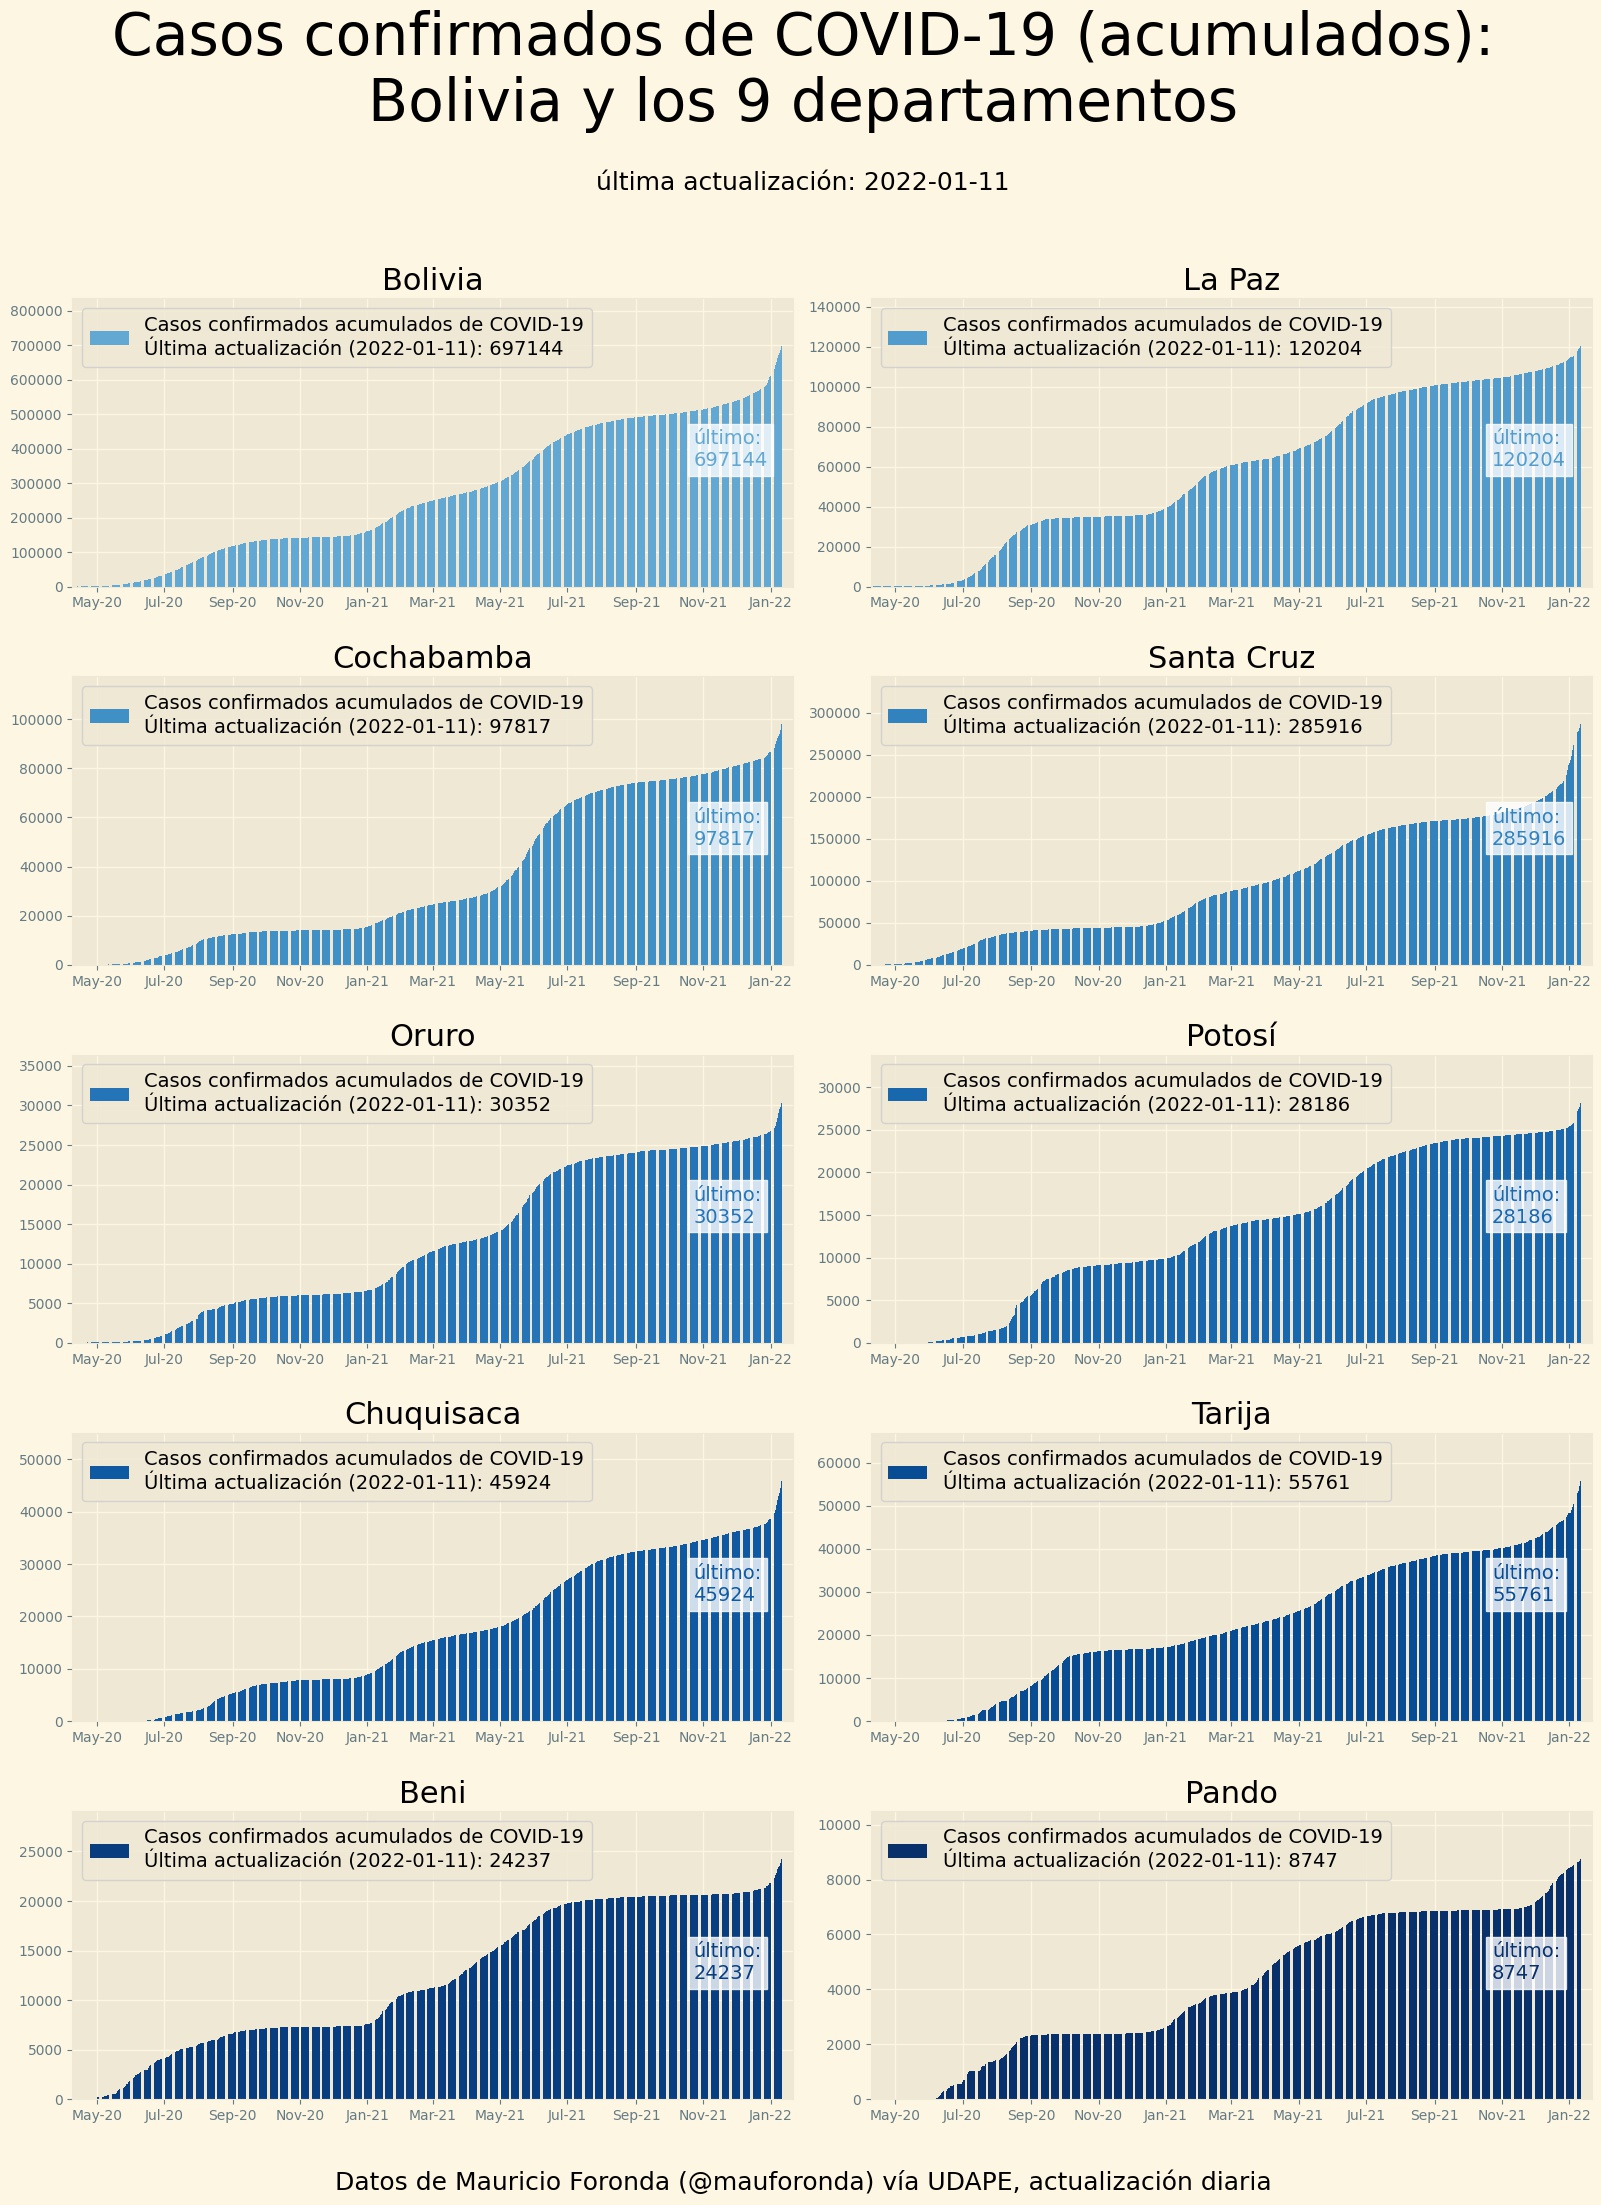 Casos confirmados de COVID-19 (acumulados):
Bolivia y los 9 departamentos
última actualización: 2022-01-11
Bolivia
800000
700000
600000
500000
400000
300000
200000
100000
0
Casos confirmados acumulados de COVID-19
Última actualización (2022-01-11): 697144
último:
697144
May-20 Jul-20 Sep-20 Nov-20 Jan-21 Mar-21 May-21 Jul-21 Sep-21 Nov-21 Jan-22
La Paz
140000
120000
100000
80000
60000
40000
20000
0
Casos confirmados acumulados de COVID-19
Última actualización (2022-01-11): 120204
último:
120204
May-20 Jul-20 Sep-20 Nov-20 Jan-21 Mar-21 May-21 Jul-21 Sep-21 Nov-21 Jan-22
Cochabamba
100000
80000
60000
40000
20000
0
Casos confirmados acumulados de COVID-19
Última actualización (2022-01-11): 97817
último:
97817
May-20 Jul-20 Sep-20 Nov-20 Jan-21 Mar-21 May-21 Jul-21 Sep-21 Nov-21 Jan-22
Santa Cruz
300000
250000
200000
150000
100000
50000
0
Casos confirmados acumulados de COVID-19
Última actualización (2022-01-11): 285916
último:
285916
May-20 Jul-20 Sep-20 Nov-20 Jan-21 Mar-21 May-21 Jul-21 Sep-21 Nov-21 Jan-22
Oruro
35000
30000
25000
20000
15000
10000
5000
0
Casos confirmados acumulados de COVID-19
Última actualización (2022-01-11): 30352
último:
30352
May-20 Jul-20 Sep-20 Nov-20 Jan-21 Mar-21 May-21 Jul-21 Sep-21 Nov-21 Jan-22
Potosí
30000
25000
20000
15000
10000
5000
0
Casos confirmados acumulados de COVID-19
Última actualización (2022-01-11): 28186
último:
28186
May-20 Jul-20 Sep-20 Nov-20 Jan-21 Mar-21 May-21 Jul-21 Sep-21 Nov-21 Jan-22
Chuquisaca
50000
40000
30000
20000
10000
0
Casos confirmados acumulados de COVID-19
Última actualización (2022-01-11): 45924
último:
45924
May-20 Jul-20 Sep-20 Nov-20 Jan-21 Mar-21 May-21 Jul-21 Sep-21 Nov-21 Jan-22
Tarija
60000
50000
40000
30000
20000
10000
0
Casos confirmados acumulados de COVID-19
Última actualización (2022-01-11): 55761
último:
55761
May-20 Jul-20 Sep-20 Nov-20 Jan-21 Mar-21 May-21 Jul-21 Sep-21 Nov-21 Jan-22
Beni
25000
20000
15000
10000
5000
0
Casos confirmados acumulados de COVID-19
Última actualización (2022-01-11): 24237
último:
24237
May-20 Jul-20 Sep-20 Nov-20 Jan-21 Mar-21 May-21 Jul-21 Sep-21 Nov-21 Jan-22
Pando
10000
8000
6000
4000
2000
0
Casos confirmados acumulados de COVID-19
Última actualización (2022-01-11): 8747
último:
8747
May-20 Jul-20 Sep-20 Nov-20 Jan-21 Mar-21 May-21 Jul-21 Sep-21 Nov-21 Jan-22
Datos de Mauricio Foronda (@mauforonda) vía UDAPE, actualización diaria